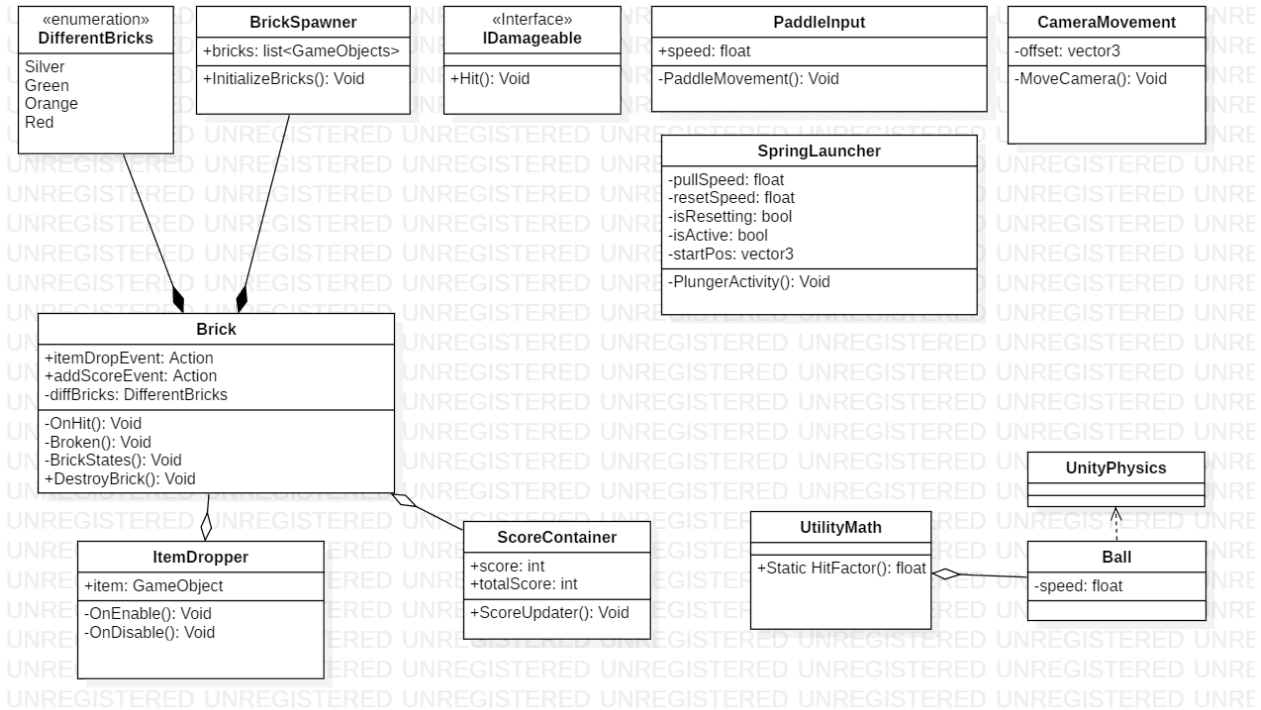 «enumeration»
DifferentBricks
Silver
Green
Orange
Red
BrickSpawner
+bricks: list<GameObjects>
+InitializeBricks(): Void
«Interface»
IDamageable
+Hit(): Void
PaddleInput
+speed: float
-PaddleMovement(): Void
CameraMovement
-offset: vector3
-MoveCamera(): Void
SpringLauncher
-pullSpeed: float
-resetSpeed: float
-isResetting: bool
-isActive: bool
-startPos: vector3
-PlungerActivity(): Void
Brick
+itemDropEvent: Action
+addScoreEvent: Action
-diffBricks: DifferentBricks
-OnHit(): Void
-Broken(): Void
-BrickStates(): Void
+DestroyBrick(): Void
ItemDropper
+item: GameObject
-OnEnable(): Void
-OnDisable(): Void
ScoreContainer
+score: int
+totalScore: int
+ScoreUpdater(): Void
UtilityMath
+Static HitFactor(): float
UnityPhysics
Ball
-speed: float
UNREGISTERED